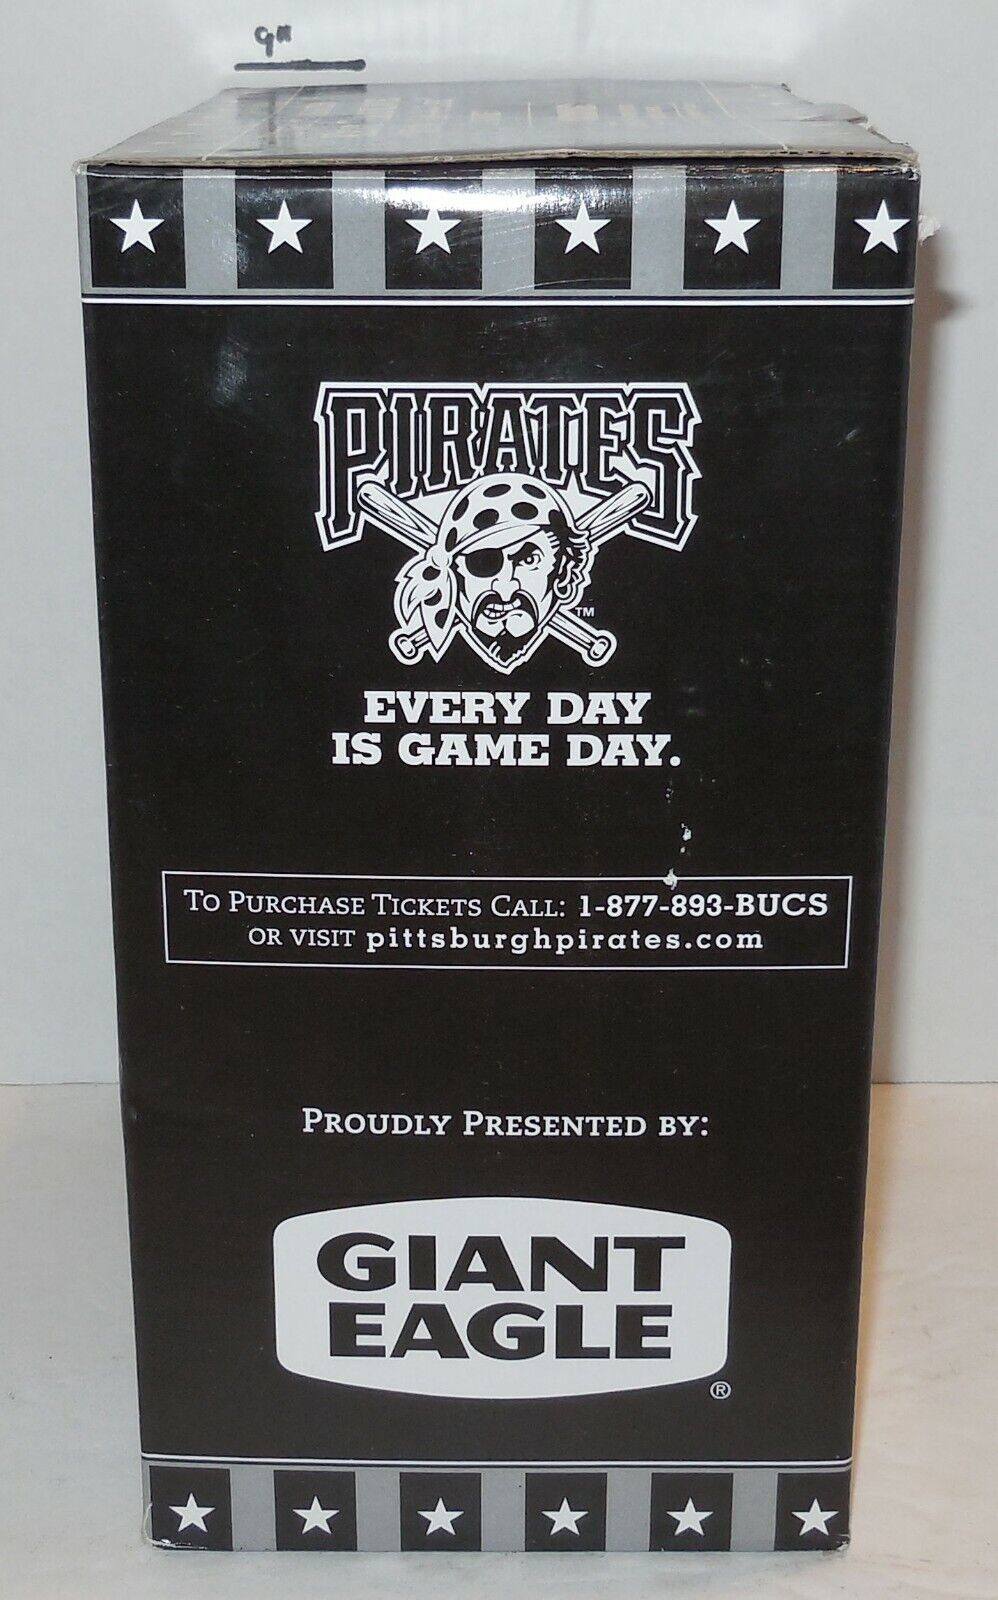 9"
PIRATES
TM
EVERY DAY
IS GAME DAY.
TO PURCHASE TICKETS CALL: 1-877-893-BUCS
OR VISIT pittsburghpirates.com
PROUDLY PRESENTED BY:
GIANT
EAGLE
®